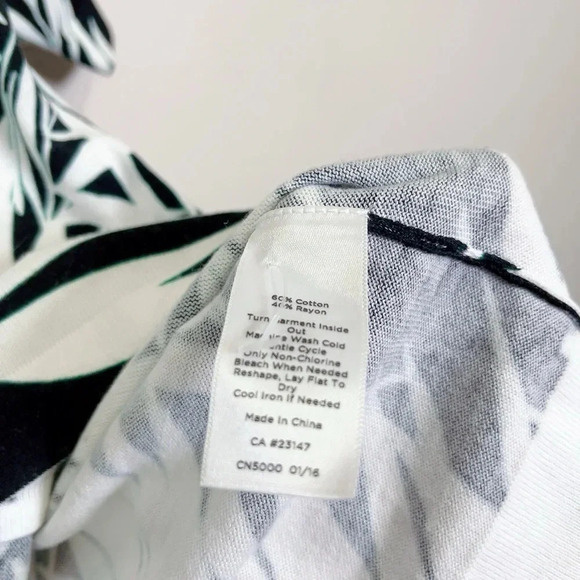 60% Cotton
40% Rayon
Turn Garment Inside
Out
Machine Wash Cold
Gentle Cycle
Only Non-Chlorine
Bleach When Needed
Reshape, Lay Flat To
Dry
Cool Iron If Needed
Made In China
CA #23147
CN5000 01/16